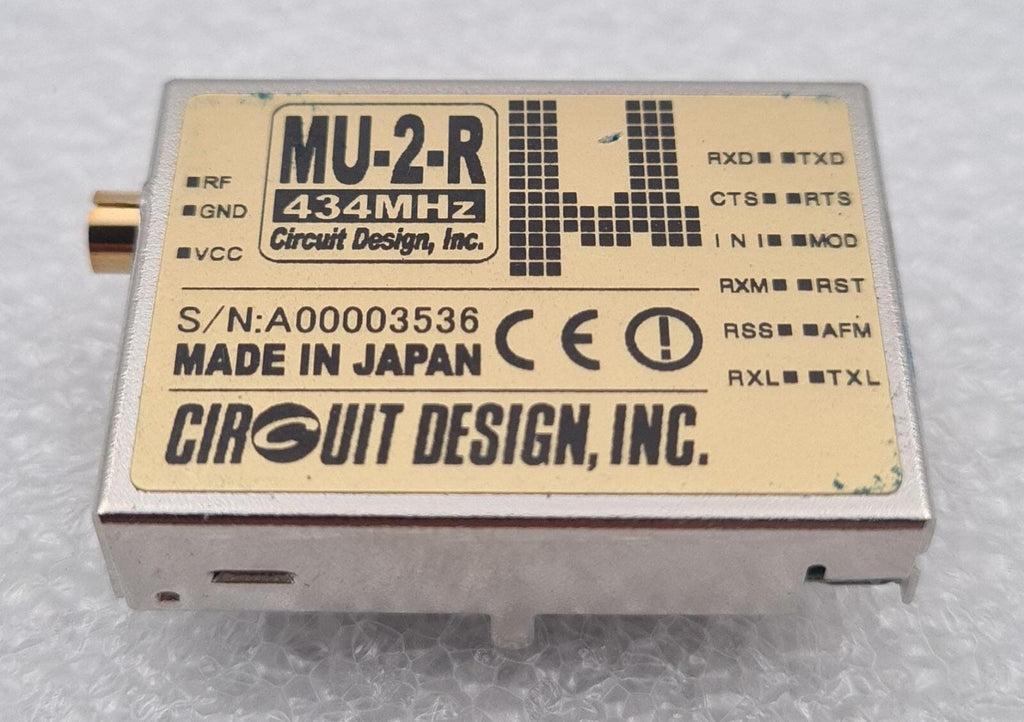 MU-2-R
434MHz
Circuit Design, Inc.
RF
GND
VCC
RXD TXD
CTS RTS
INI MOD
RXM RST
RSS AFM
RXL TXL
S/N:A00003536
MADE IN JAPAN
CE
CIRCUIT DESIGN, INC.